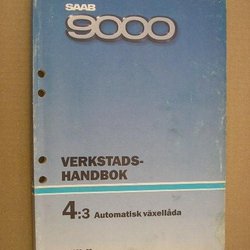 SAAB
9000
VERKSTADS-
HANDBOK
4:3 Automatisk växellåda